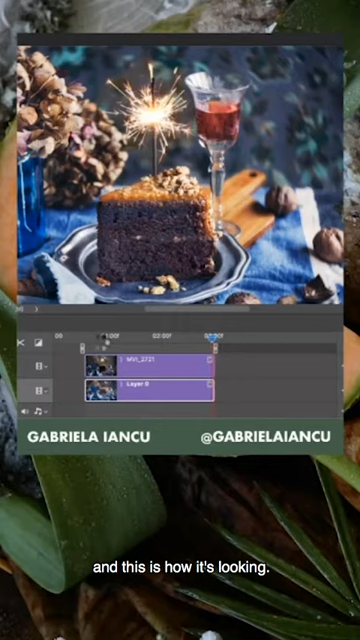 MVI_2721
Layer 0
GABRIELA IANCU
@GABRIELAIANCU
and this is how it's looking.